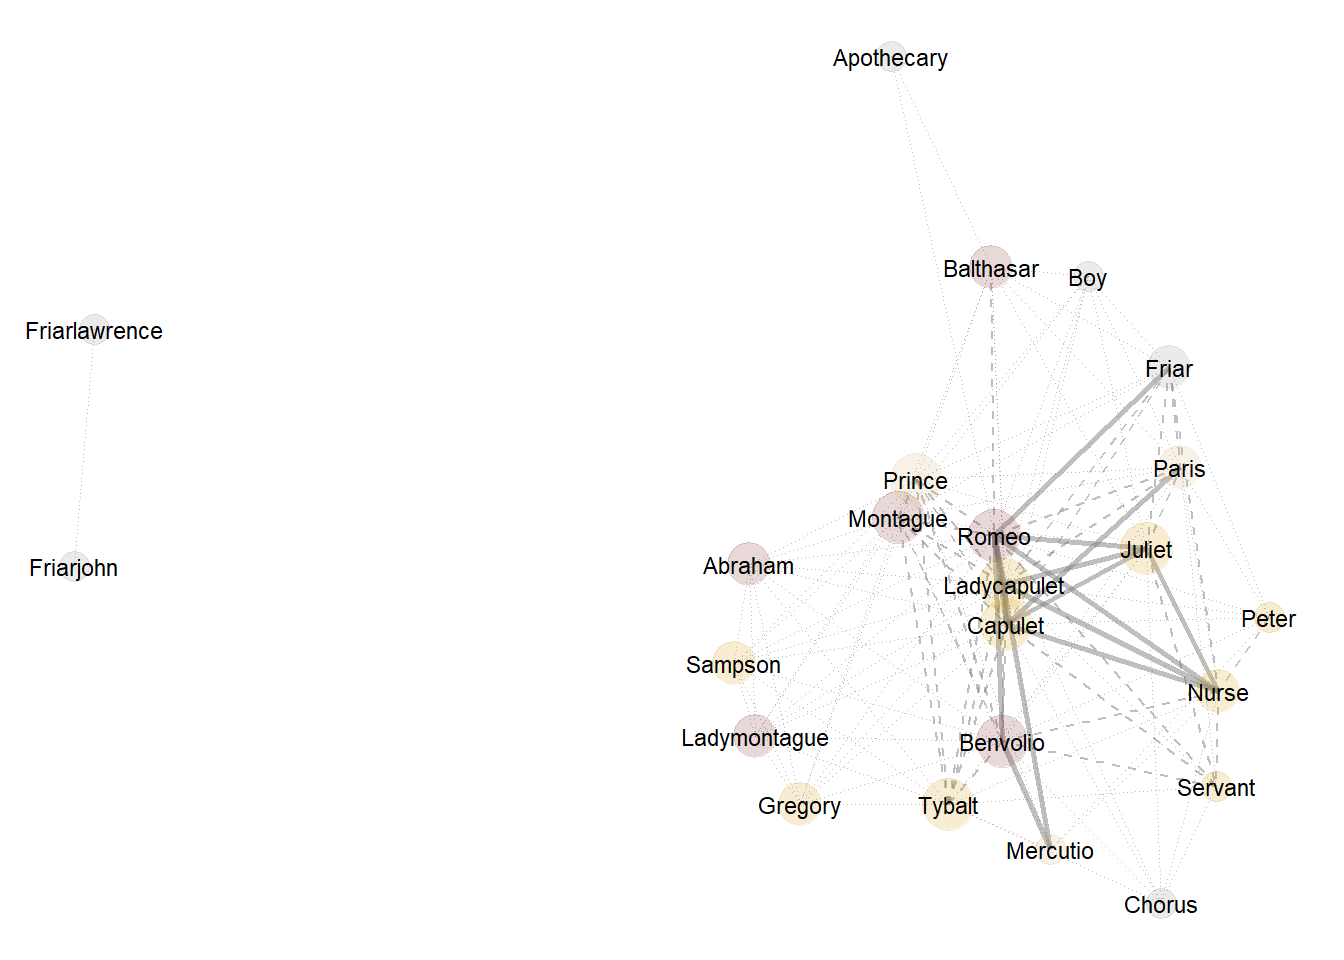 Apothecary
Balthasar
Boy
Friarlawrence
Friar
Paris
Prince
Montague
Romeo
Juliet
Abraham
Friarjohn
Ladycapulet
Peter
Capulet
Sampson
Nurse
Ladymontague
Benvolio
Servant
Gregory
Tybalt
Mercutio
Chorus